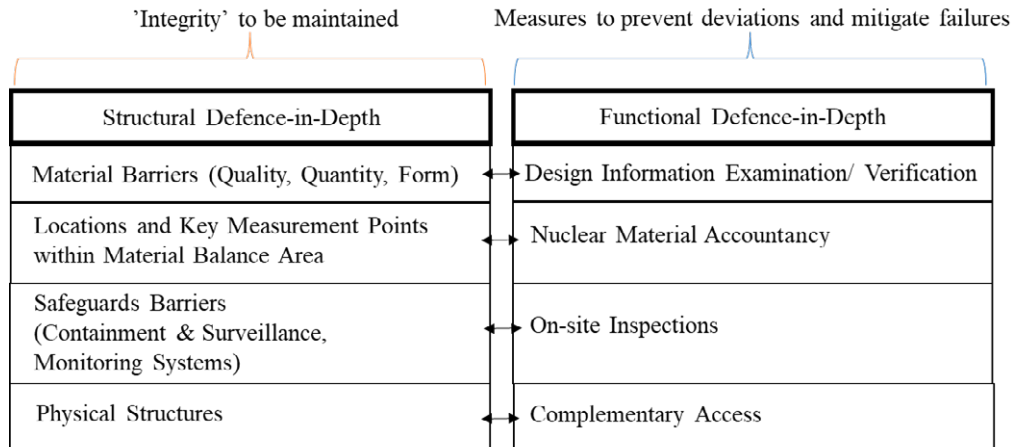 ’Integrity’ to be maintained
Measures to prevent deviations and mitigate failures
Structural Defence-in-Depth
Functional Defence-in-Depth
Material Barriers (Quality, Quantity, Form)
Design Information Examination/ Verification
Locations and Key Measurement Points
within Material Balance Area
Nuclear Material Accountancy
Safeguards Barriers
(Containment & Surveillance,
Monitoring Systems)
On-site Inspections
Physical Structures
Complementary Access